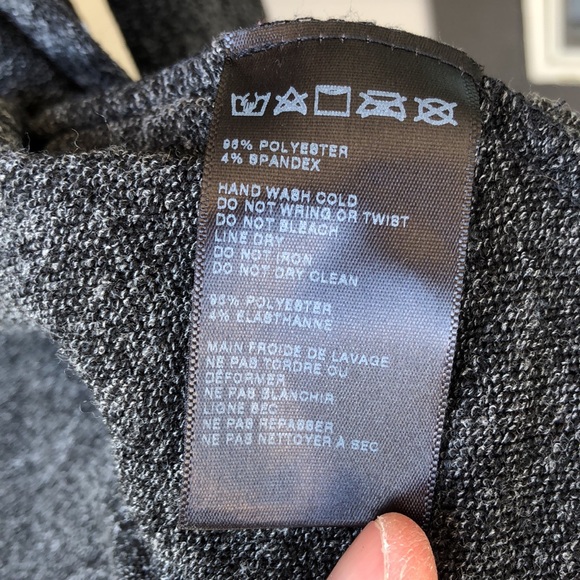 96% POLYESTER
4% SPANDEX
HAND WASH COLD
DO NOT WRING OR TWIST
DO NOT BLEACH
LINE DRY
DO NOT IRON
DO NOT DRY CLEAN
96% POLYESTER
4% ELASTHANNE
MAIN FROIDE DE LAVAGE
NE PAS TORDRE OU
DÉFORMER
NE PAS BLANCHIR
LIGNE SEC
NE PAS REPASSER
NE PAS NETTOYER À SEC